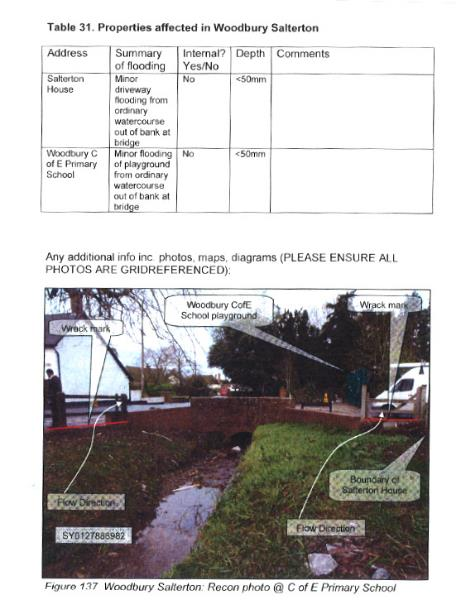 Table 31. Properties affected in Woodbury Salterton
Address
Summary
of flooding
Internal?
Yes/No
Depth
Comments
Salterton
House
Minor
driveway
flooding from
ordinary
watercourse
out of bank at
bridge
No
<50mm
Woodbury C
of E Primary
School
Minor flooding
of playground
from ordinary
watercourse
out of bank at
bridge
No
<50mm
Any additional info inc. photos, maps, diagrams (PLEASE ENSURE ALL
PHOTOS ARE GRIDREFERENCED):
Woodbury CofE
School playground
Wrack mark
Wrack mark
Boundary of
Salterton House
Flow Direction
Flow Direction
SY0127888982
Figure 137 Woodbury Salterton: Recon photo @ C of E Primary School